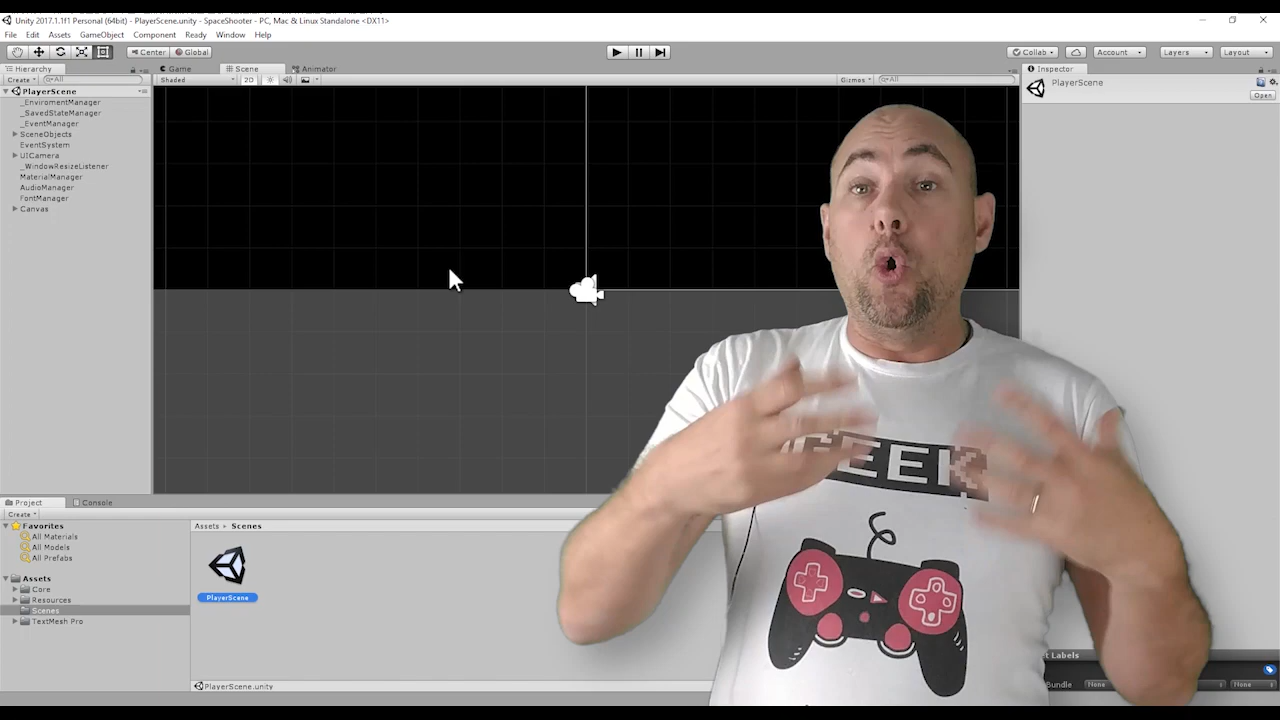 Unity 2017.1.1f1 Personal (64bit) - PlayerScene.unity - SpaceShooter - PC, Mac & Linux Standalone <DX11>
File Edit Assets GameObject Component Ready Window Help
Center Global Collab Account Layers Layout
Hierarchy Game Scene Animator Inspector
Create All Shaded 2D Gizmos All
PlayerScene
Open
PlayerScene
_EnviromentManager
_SavedStateManager
_EventManager
SceneObjects
EventSystem
UICamera
_WindowResizeListener
MaterialManager
AudioManager
FontManager
Canvas
GEEK
Project Console
Create
Favorites
All Materials
All Models
All Prefabs
Assets
Core
Resources
Scenes
TextMesh Pro
Assets Scenes
PlayerScene
PlayerScene.unity
t Labels
Bundle None None